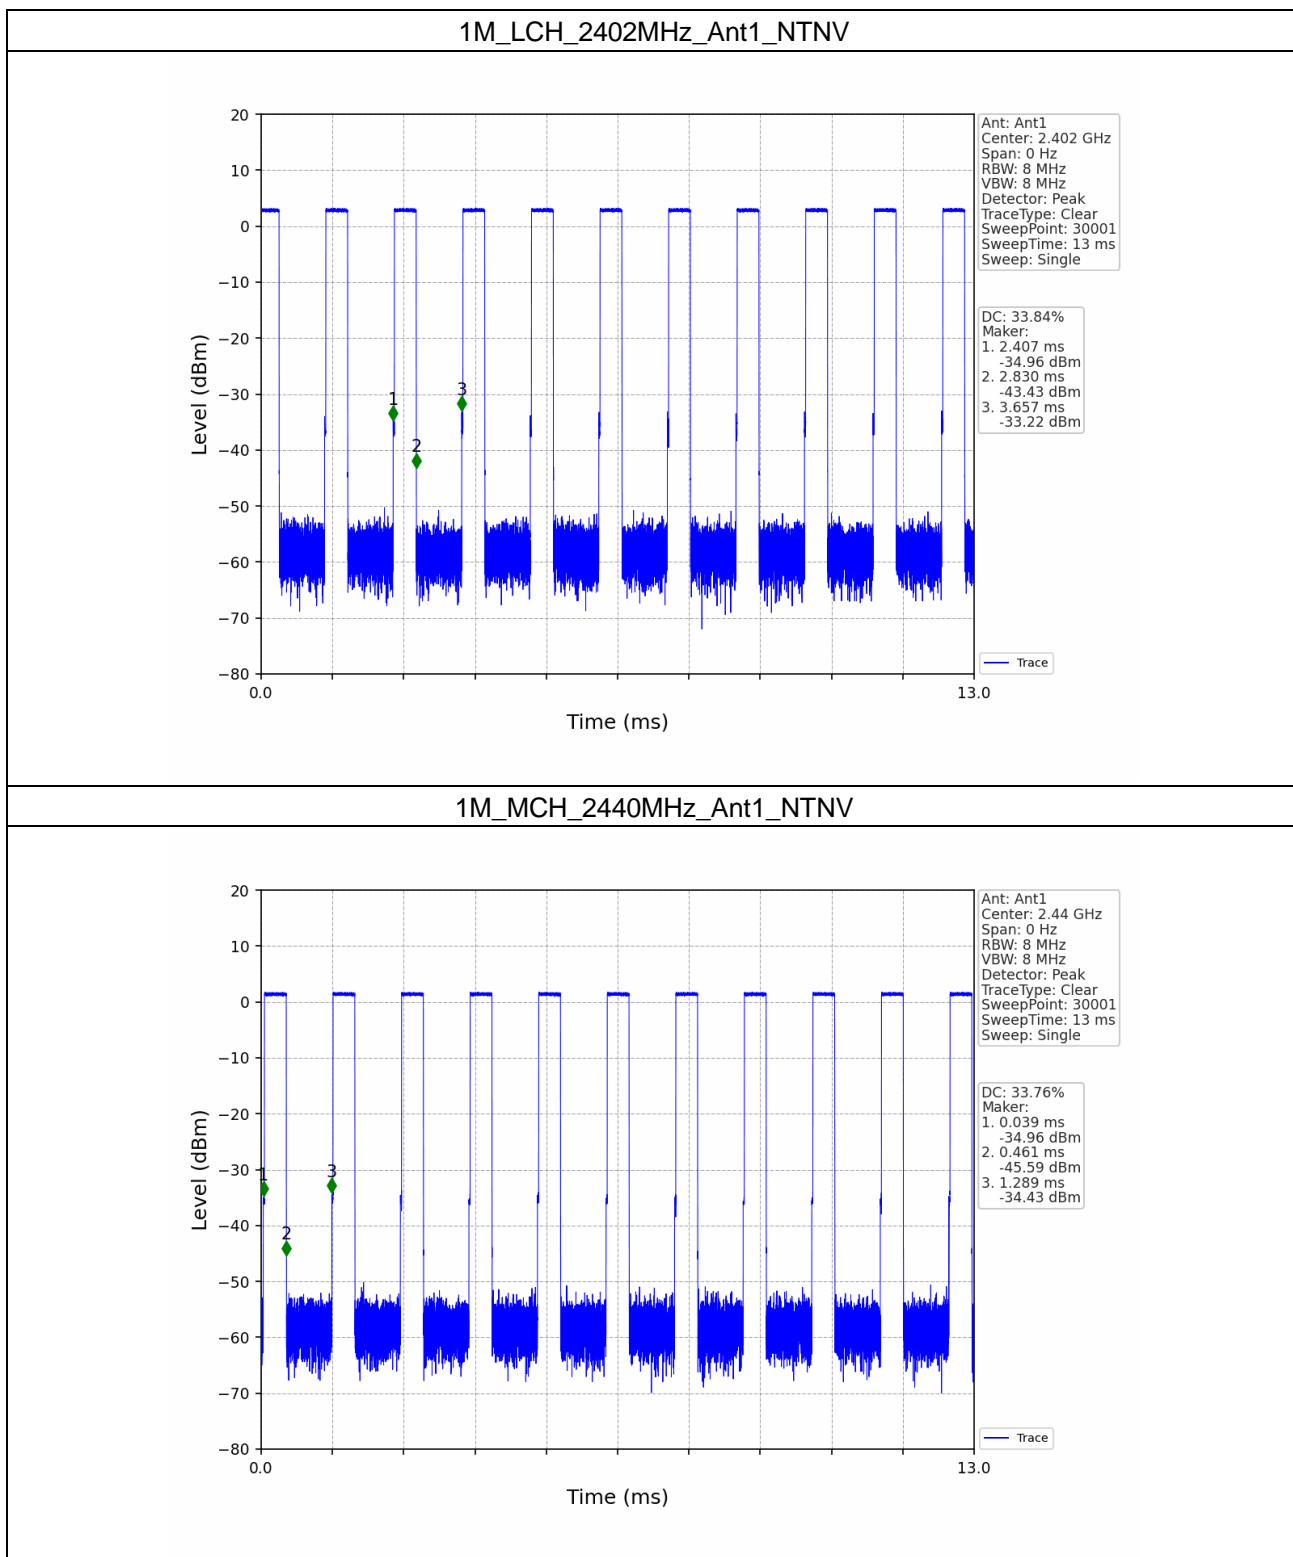 1M_LCH_2402MHz_Ant1_NTNV
20
10
0
−10
−20
−30
−40
−50
−60
−70
−80
Level (dBm)
1
2
3
0.0
13.0
Time (ms)
Ant: Ant1
Center: 2.402 GHz
Span: 0 Hz
RBW: 8 MHz
VBW: 8 MHz
Detector: Peak
TraceType: Clear
SweepPoint: 30001
SweepTime: 13 ms
Sweep: Single
DC: 33.84%
Maker:
1. 2.407 ms
-34.96 dBm
2. 2.830 ms
-43.43 dBm
3. 3.657 ms
-33.22 dBm
Trace
1M_MCH_2440MHz_Ant1_NTNV
20
10
0
−10
−20
−30
−40
−50
−60
−70
−80
Level (dBm)
1
2
3
0.0
13.0
Time (ms)
Ant: Ant1
Center: 2.44 GHz
Span: 0 Hz
RBW: 8 MHz
VBW: 8 MHz
Detector: Peak
TraceType: Clear
SweepPoint: 30001
SweepTime: 13 ms
Sweep: Single
DC: 33.76%
Maker:
1. 0.039 ms
-34.96 dBm
2. 0.461 ms
-45.59 dBm
3. 1.289 ms
-34.43 dBm
Trace